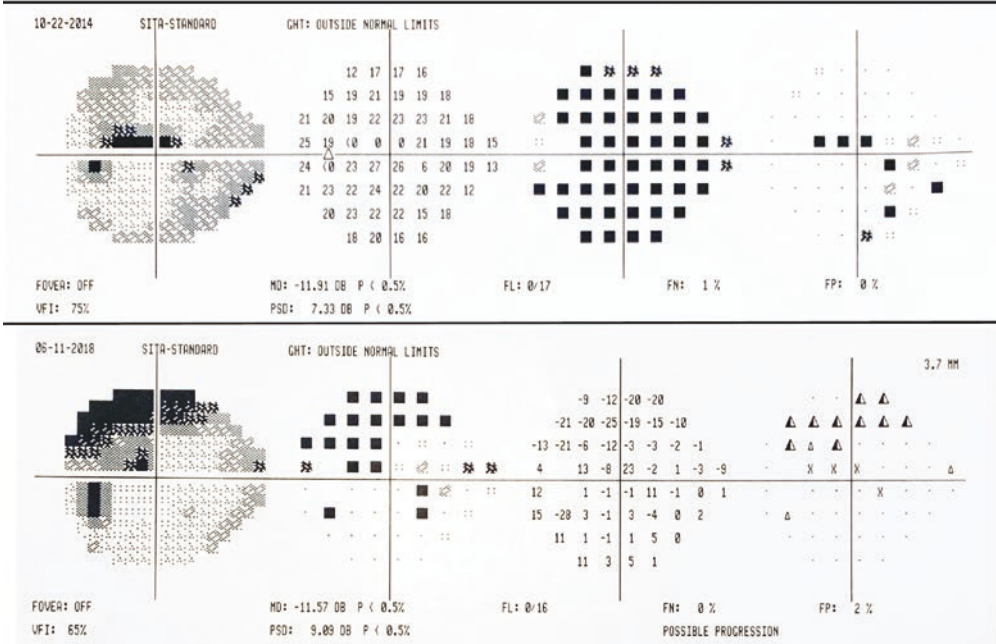 10-22-2014 SITA-STANDARD GHT: OUTSIDE NORMAL LIMITS
12 17 17 16
15 19 21 19 19 18
21 20 19 22 23 23 21 18
25 19 (0 0 0 21 19 18 15
24 (0 23 27 26 6 20 19 13
21 23 22 24 22 20 22 12
20 23 22 22 15 18
18 20 16 16
FOVEA: OFF MD: -11.91 DB P < 0.5% FL: 0/17 FN: 1 % FP: 0 %
VFI: 75% PSD: 7.33 DB P < 0.5%
06-11-2018 SITA-STANDARD GHT: OUTSIDE NORMAL LIMITS
3.7 MM
-9 -12 -20 -20
-21 -20 -25 -19 -15 -10
-13 -21 -6 -12 -3 -3 -2 -1
4 13 -8 23 -2 1 -3 -9
X X X
12 1 -1 -1 11 -1 0 1
X
15 -28 3 -1 3 -4 0 2
11 1 -1 1 5 0
11 3 5 1
FOVEA: OFF MD: -11.57 DB P < 0.5% FL: 0/16 FN: 0 % FP: 2 %
VFI: 65% PSD: 9.09 DB P < 0.5% POSSIBLE PROGRESSION